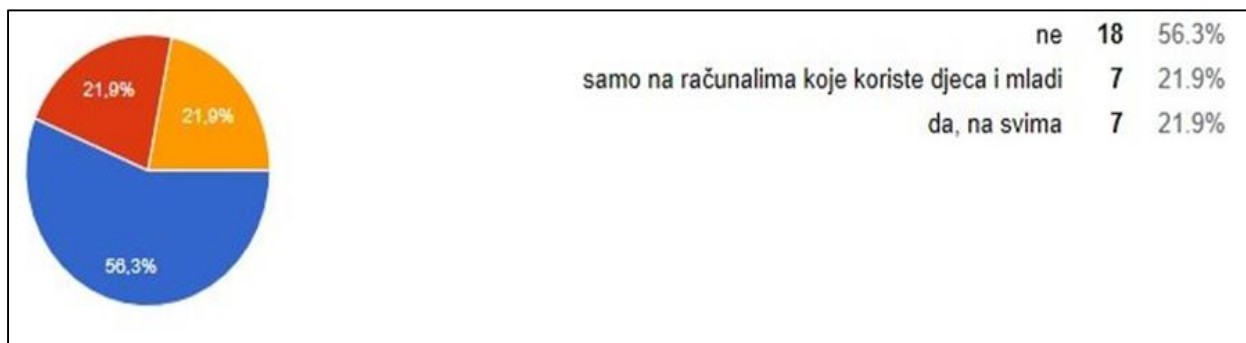 21,9%
21,9%
56,3%
ne 18 56.3%
samo na računalima koje koriste djeca i mladi 7 21.9%
da, na svima 7 21.9%